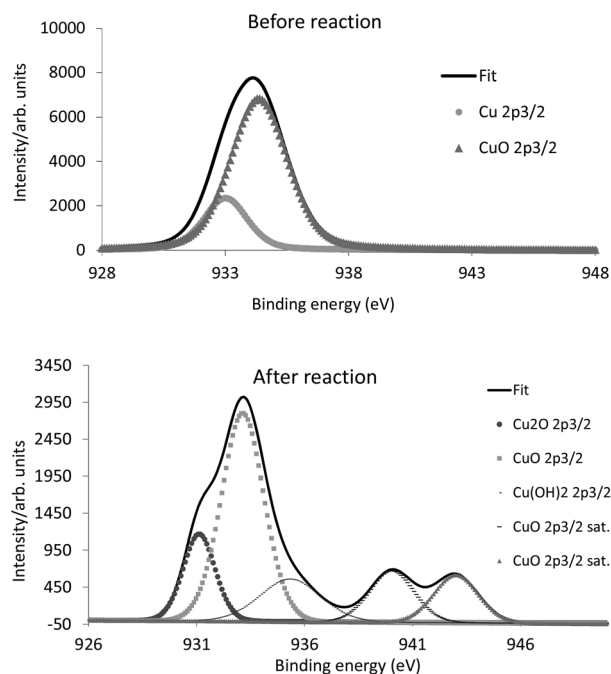 Before reaction
Intensity/arb. units
10000
8000
6000
4000
2000
0
928
933
938
943
948
Binding energy (eV)
Fit
Cu 2p3/2
CuO 2p3/2
After reaction
Intensity/arb. units
3450
2950
2450
1950
1450
950
450
-50
926
931
936
941
946
Binding energy (eV)
Fit
Cu2O 2p3/2
CuO 2p3/2
Cu(OH)2 2p3/2
CuO 2p3/2 sat.
CuO 2p3/2 sat.